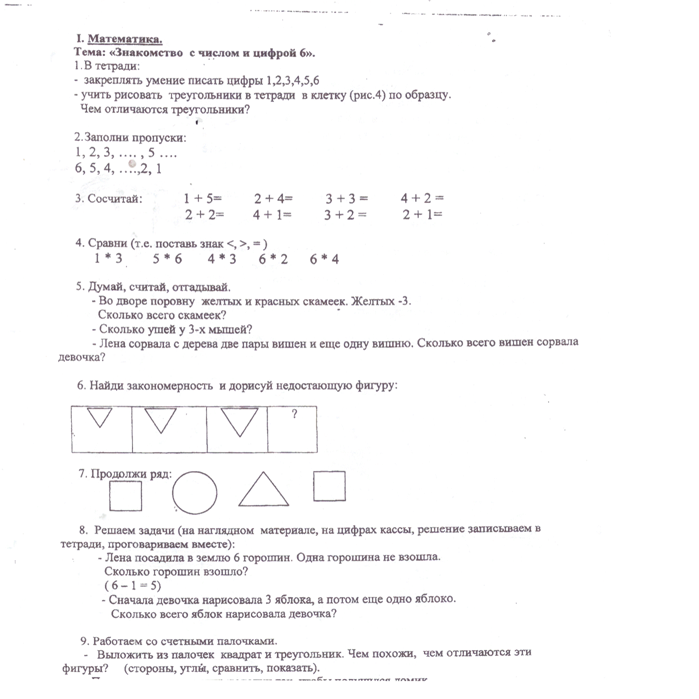 I. Математика.
Тема: «Знакомство с числом и цифрой 6».
1.В тетради:
- закреплять умение писать цифры 1,2,3,4,5,6
- учить рисовать треугольники в тетради в клетку (рис.4) по образцу.
Чем отличаются треугольники?
2.Заполни пропуски:
1, 2, 3, .... , 5 ....
6, 5, 4, ....,2, 1
3. Сосчитай: 1 + 5= 2 + 4= 3 + 3 = 4 + 2 =
2 + 2= 4 + 1= 3 + 2 = 2 + 1=
4. Сравни (т.е. поставь знак <, >, = )
1 * 3 5 * 6 4 * 3 6 * 2 6 * 4
5. Думай, считай, отгадывай.
- Во дворе поровну желтых и красных скамеек. Желтых -3.
Сколько всего скамеек?
- Сколько ушей у 3-х мышей?
- Лена сорвала с дерева две пары вишен и еще одну вишню. Сколько всего вишен сорвала
девочка?
6. Найди закономерность и дорисуй недостающую фигуру:
?
7. Продолжи ряд:
8. Решаем задачи (на наглядном материале, на цифрах кассы, решение записываем в
тетради, проговариваем вместе):
- Лена посадила в землю 6 горошин. Одна горошина не взошла.
Сколько горошин взошло?
( 6 – 1 = 5)
- Сначала девочка нарисовала 3 яблока, а потом еще одно яблоко.
Сколько всего яблок нарисовала девочка?
9. Работаем со счетными палочками.
- Выложить из палочек квадрат и треугольник. Чем похожи, чем отличаются эти
фигуры? (стороны, углы, сравнить, показать).